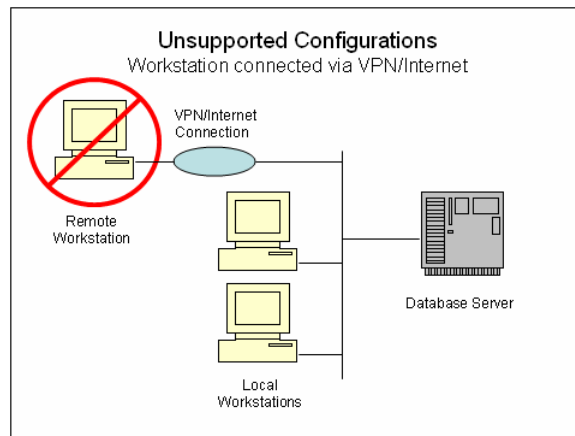 Unsupported Configurations
Workstation connected via VPN/Internet
VPN/Internet
Connection
Remote
Workstation
Database Server
Local
Workstations